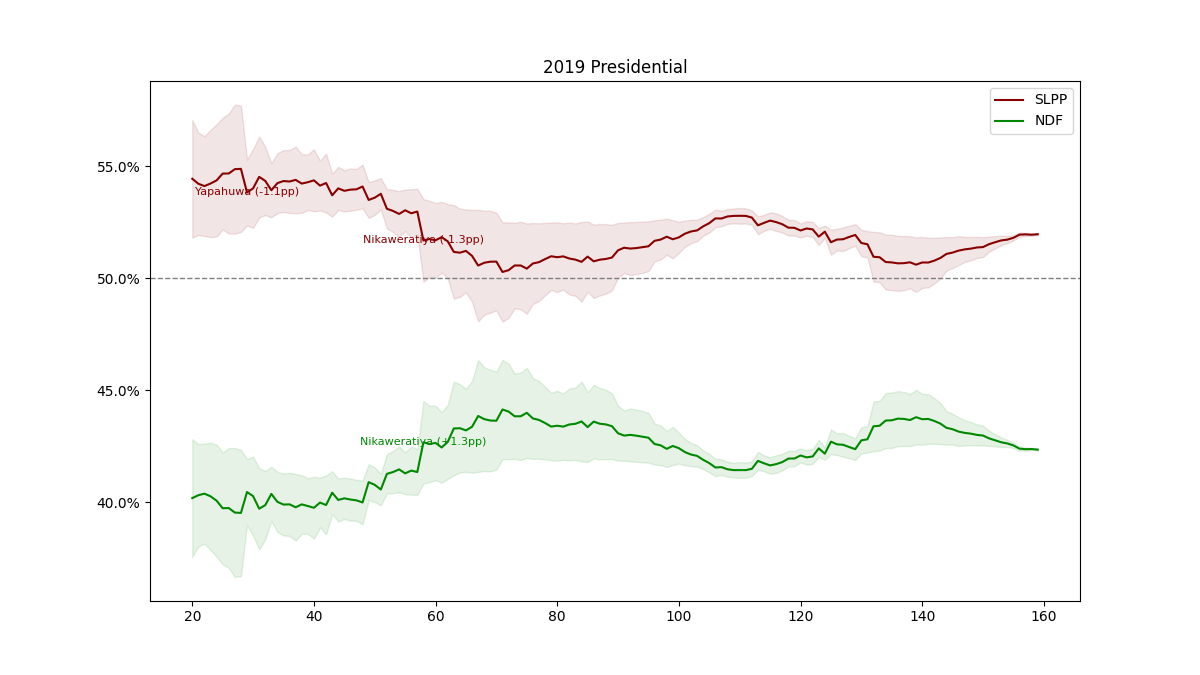 2019 Presidential
SLPP
NDF
55.0%
Yapahuwa (-1.1pp)
Nikaweratiya (-1.3pp)
50.0%
45.0%
Nikaweratiya (+1.3pp)
40.0%
20 40 60 80 100 120 140 160